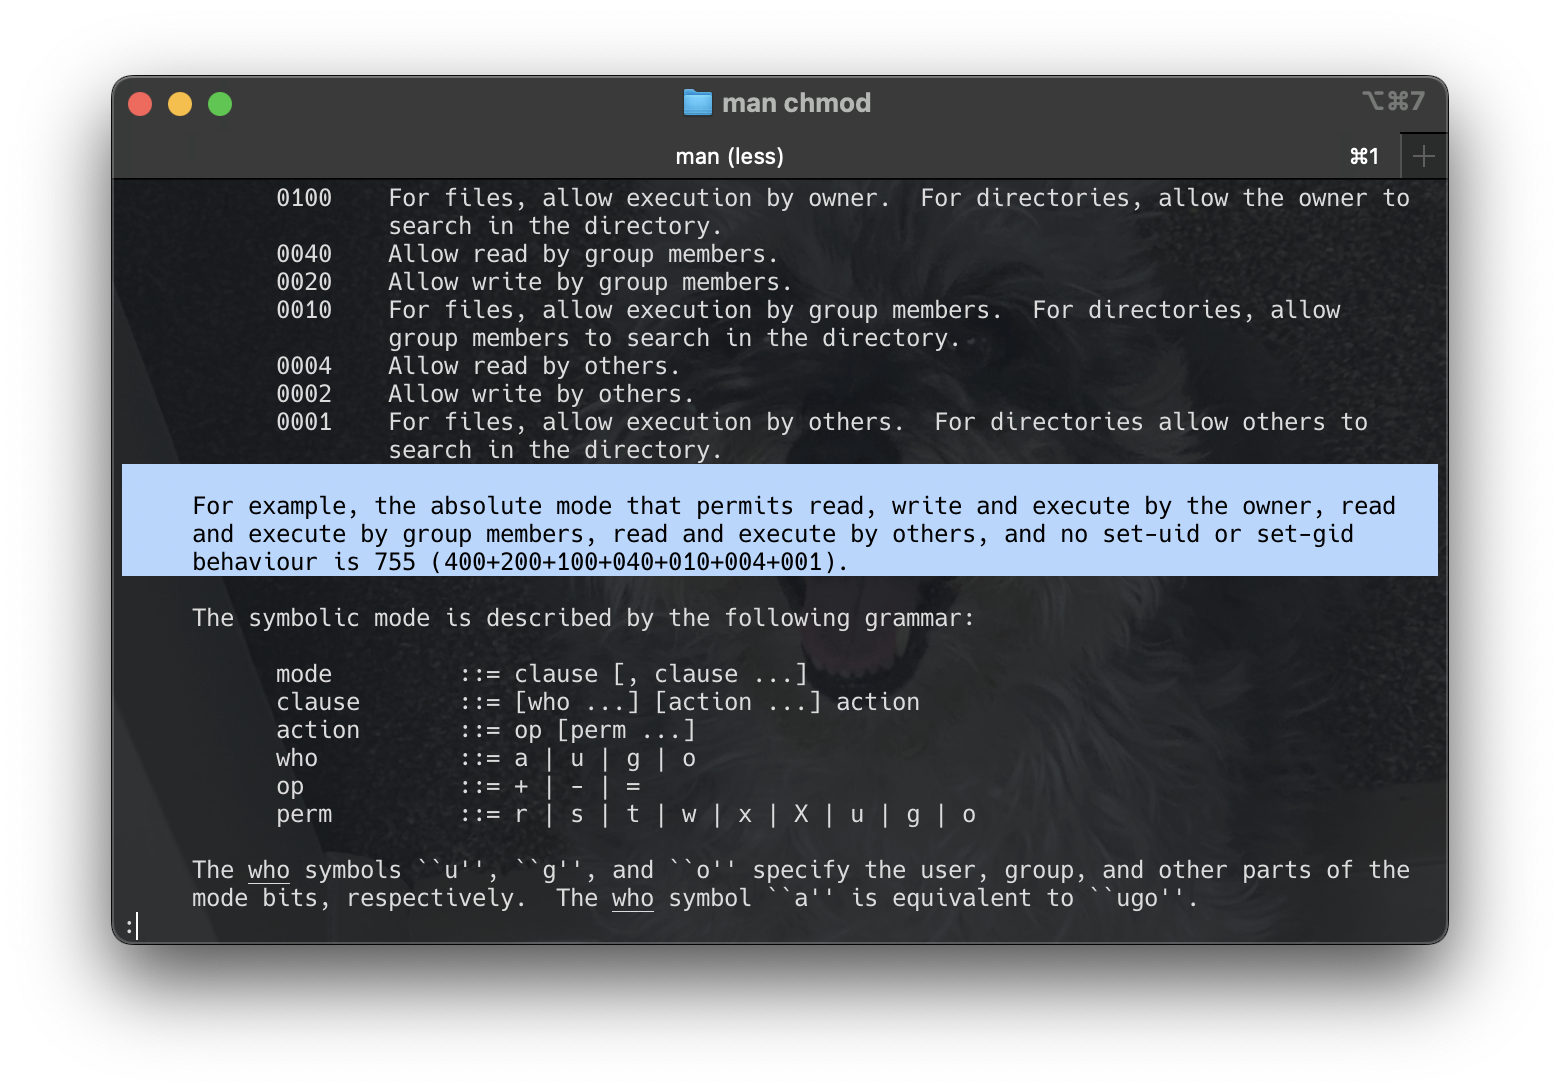 man chmod
⌥⌘7
man (less)
⌘1
0100    For files, allow execution by owner.  For directories, allow the owner to
search in the directory.
0040    Allow read by group members.
0020    Allow write by group members.
0010    For files, allow execution by group members.  For directories, allow
group members to search in the directory.
0004    Allow read by others.
0002    Allow write by others.
0001    For files, allow execution by others.  For directories allow others to
search in the directory.
For example, the absolute mode that permits read, write and execute by the owner, read
and execute by group members, read and execute by others, and no set-uid or set-gid
behaviour is 755 (400+200+100+040+010+004+001).
The symbolic mode is described by the following grammar:
mode         ::= clause [, clause ...]
clause       ::= [who ...] [action ...] action
action       ::= op [perm ...]
who          ::= a | u | g | o
op           ::= + | - | =
perm         ::= r | s | t | w | x | X | u | g | o
The who symbols ``u'', ``g'', and ``o'' specify the user, group, and other parts of the
mode bits, respectively.  The who symbol ``a'' is equivalent to ``ugo''.
: